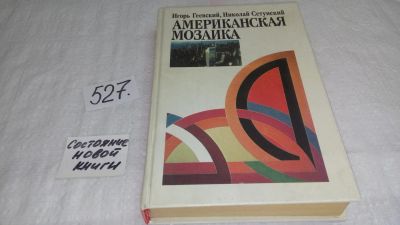 Игорь Геевский, Николай Сетунский
АМЕРИКАНСКАЯ
МОЗАИКА
527.
СОСТОЯНИЕ
НОВОЙ
КНИГИ